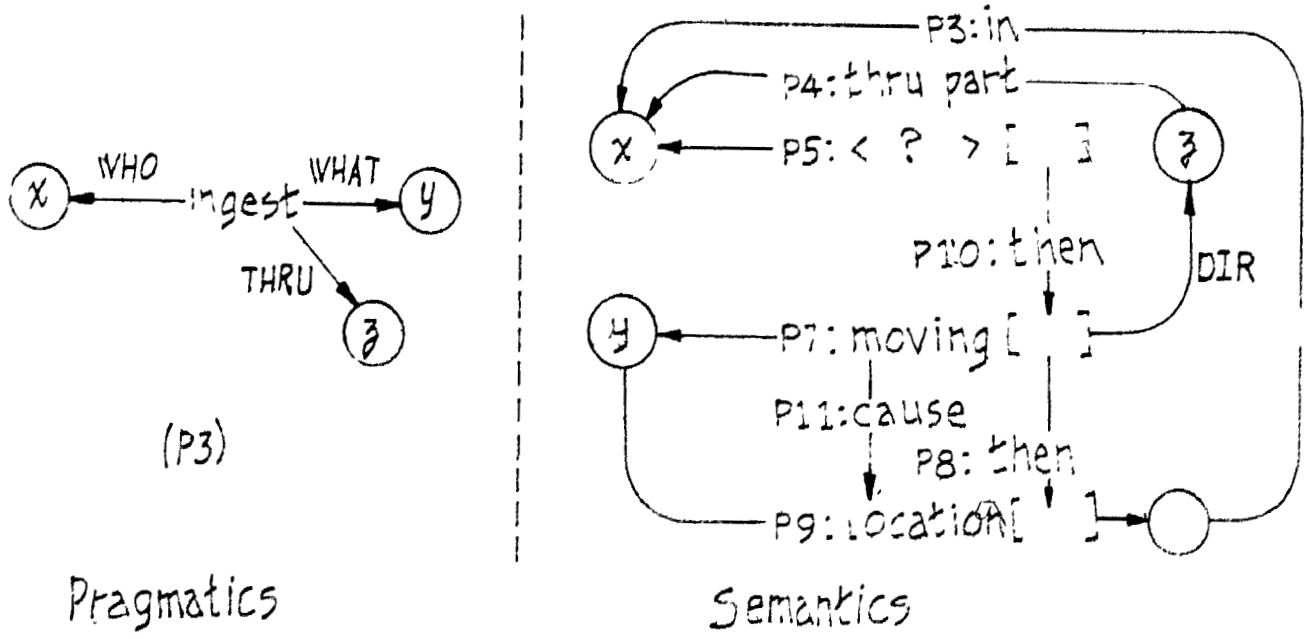 x WHO ingest WHAT y
THRU
z
(P3)
Pragmatics
P3:in
P4:thru part
x P5:< ? >[ ] z
P10:then
DIR
y P7:moving[ ]
P11:cause
P8:then
P9:location[ ]
Semantics